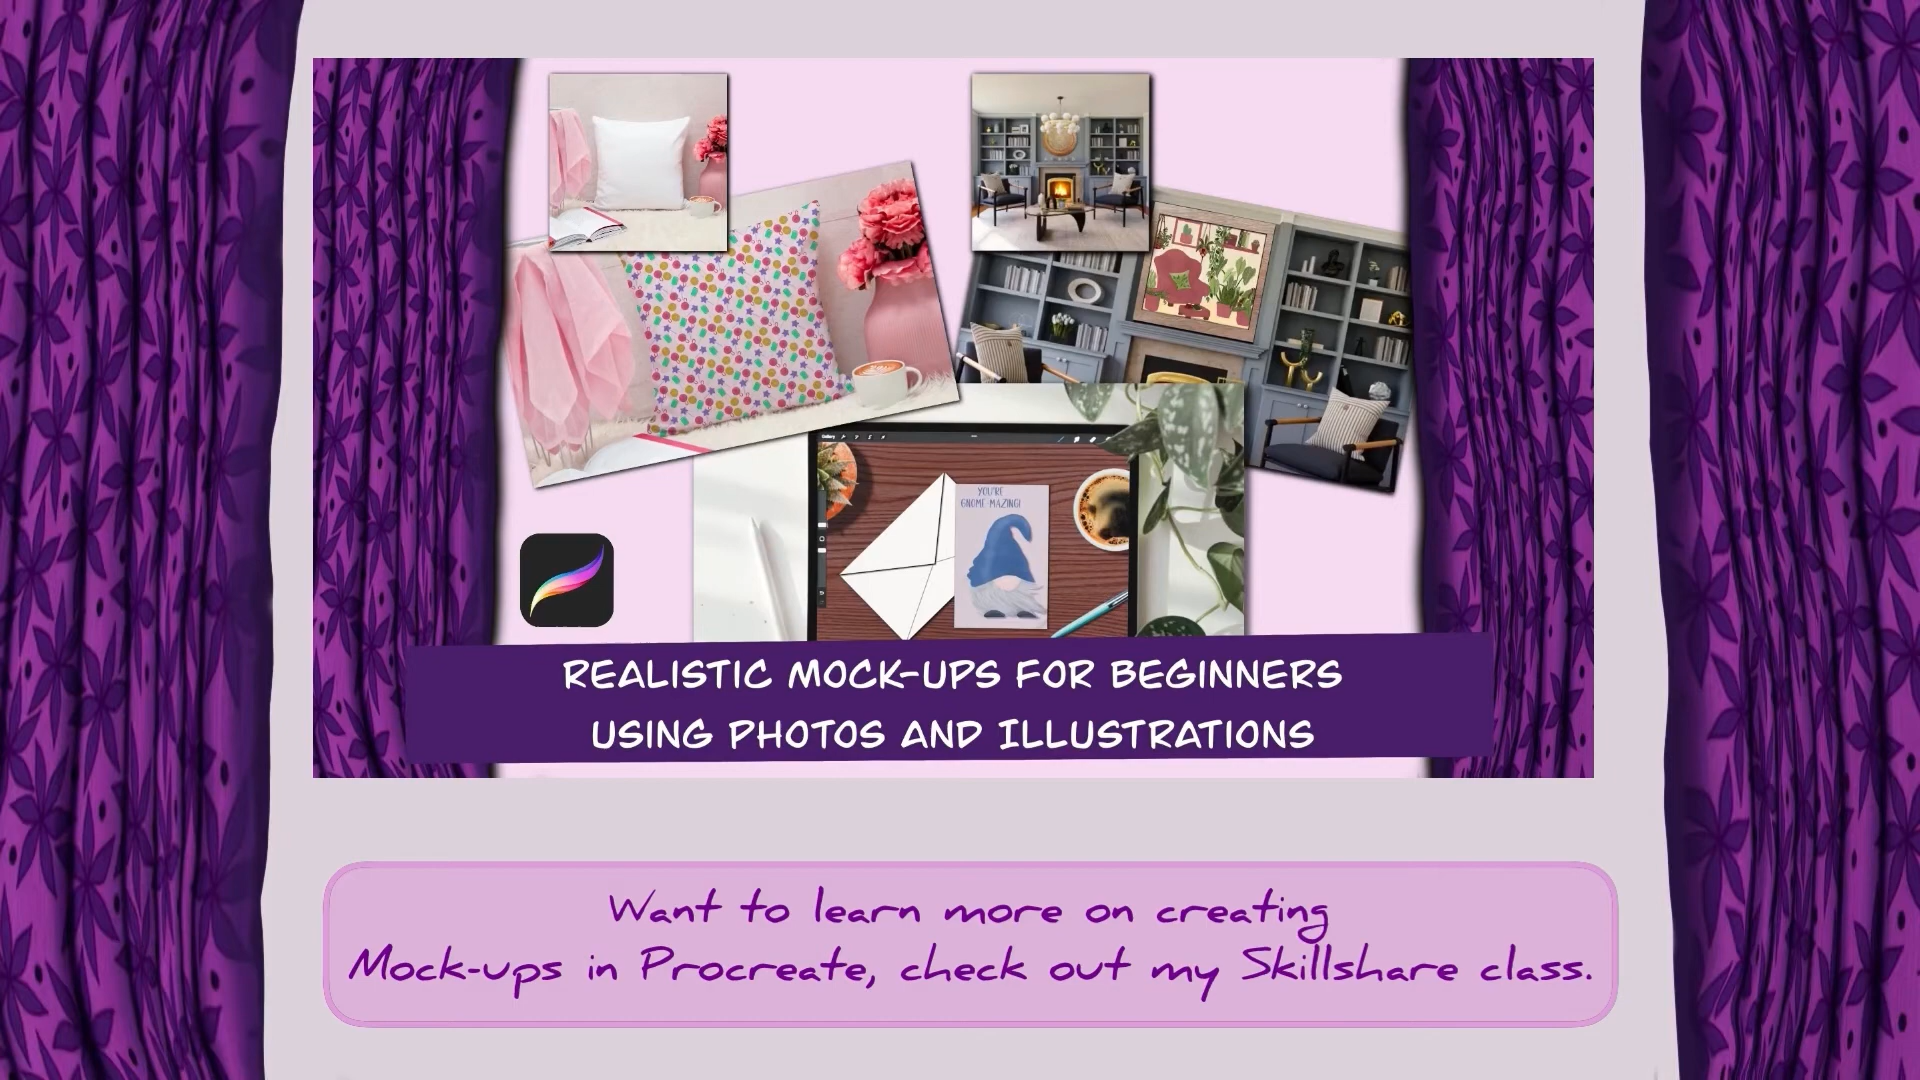 Gallery
YOU'RE
GNOME-MAZING!
REALISTIC MOCK-UPS FOR BEGINNERS
USING PHOTOS AND ILLUSTRATIONS
Want to learn more on creating
Mock-ups in Procreate, check out my Skillshare class.